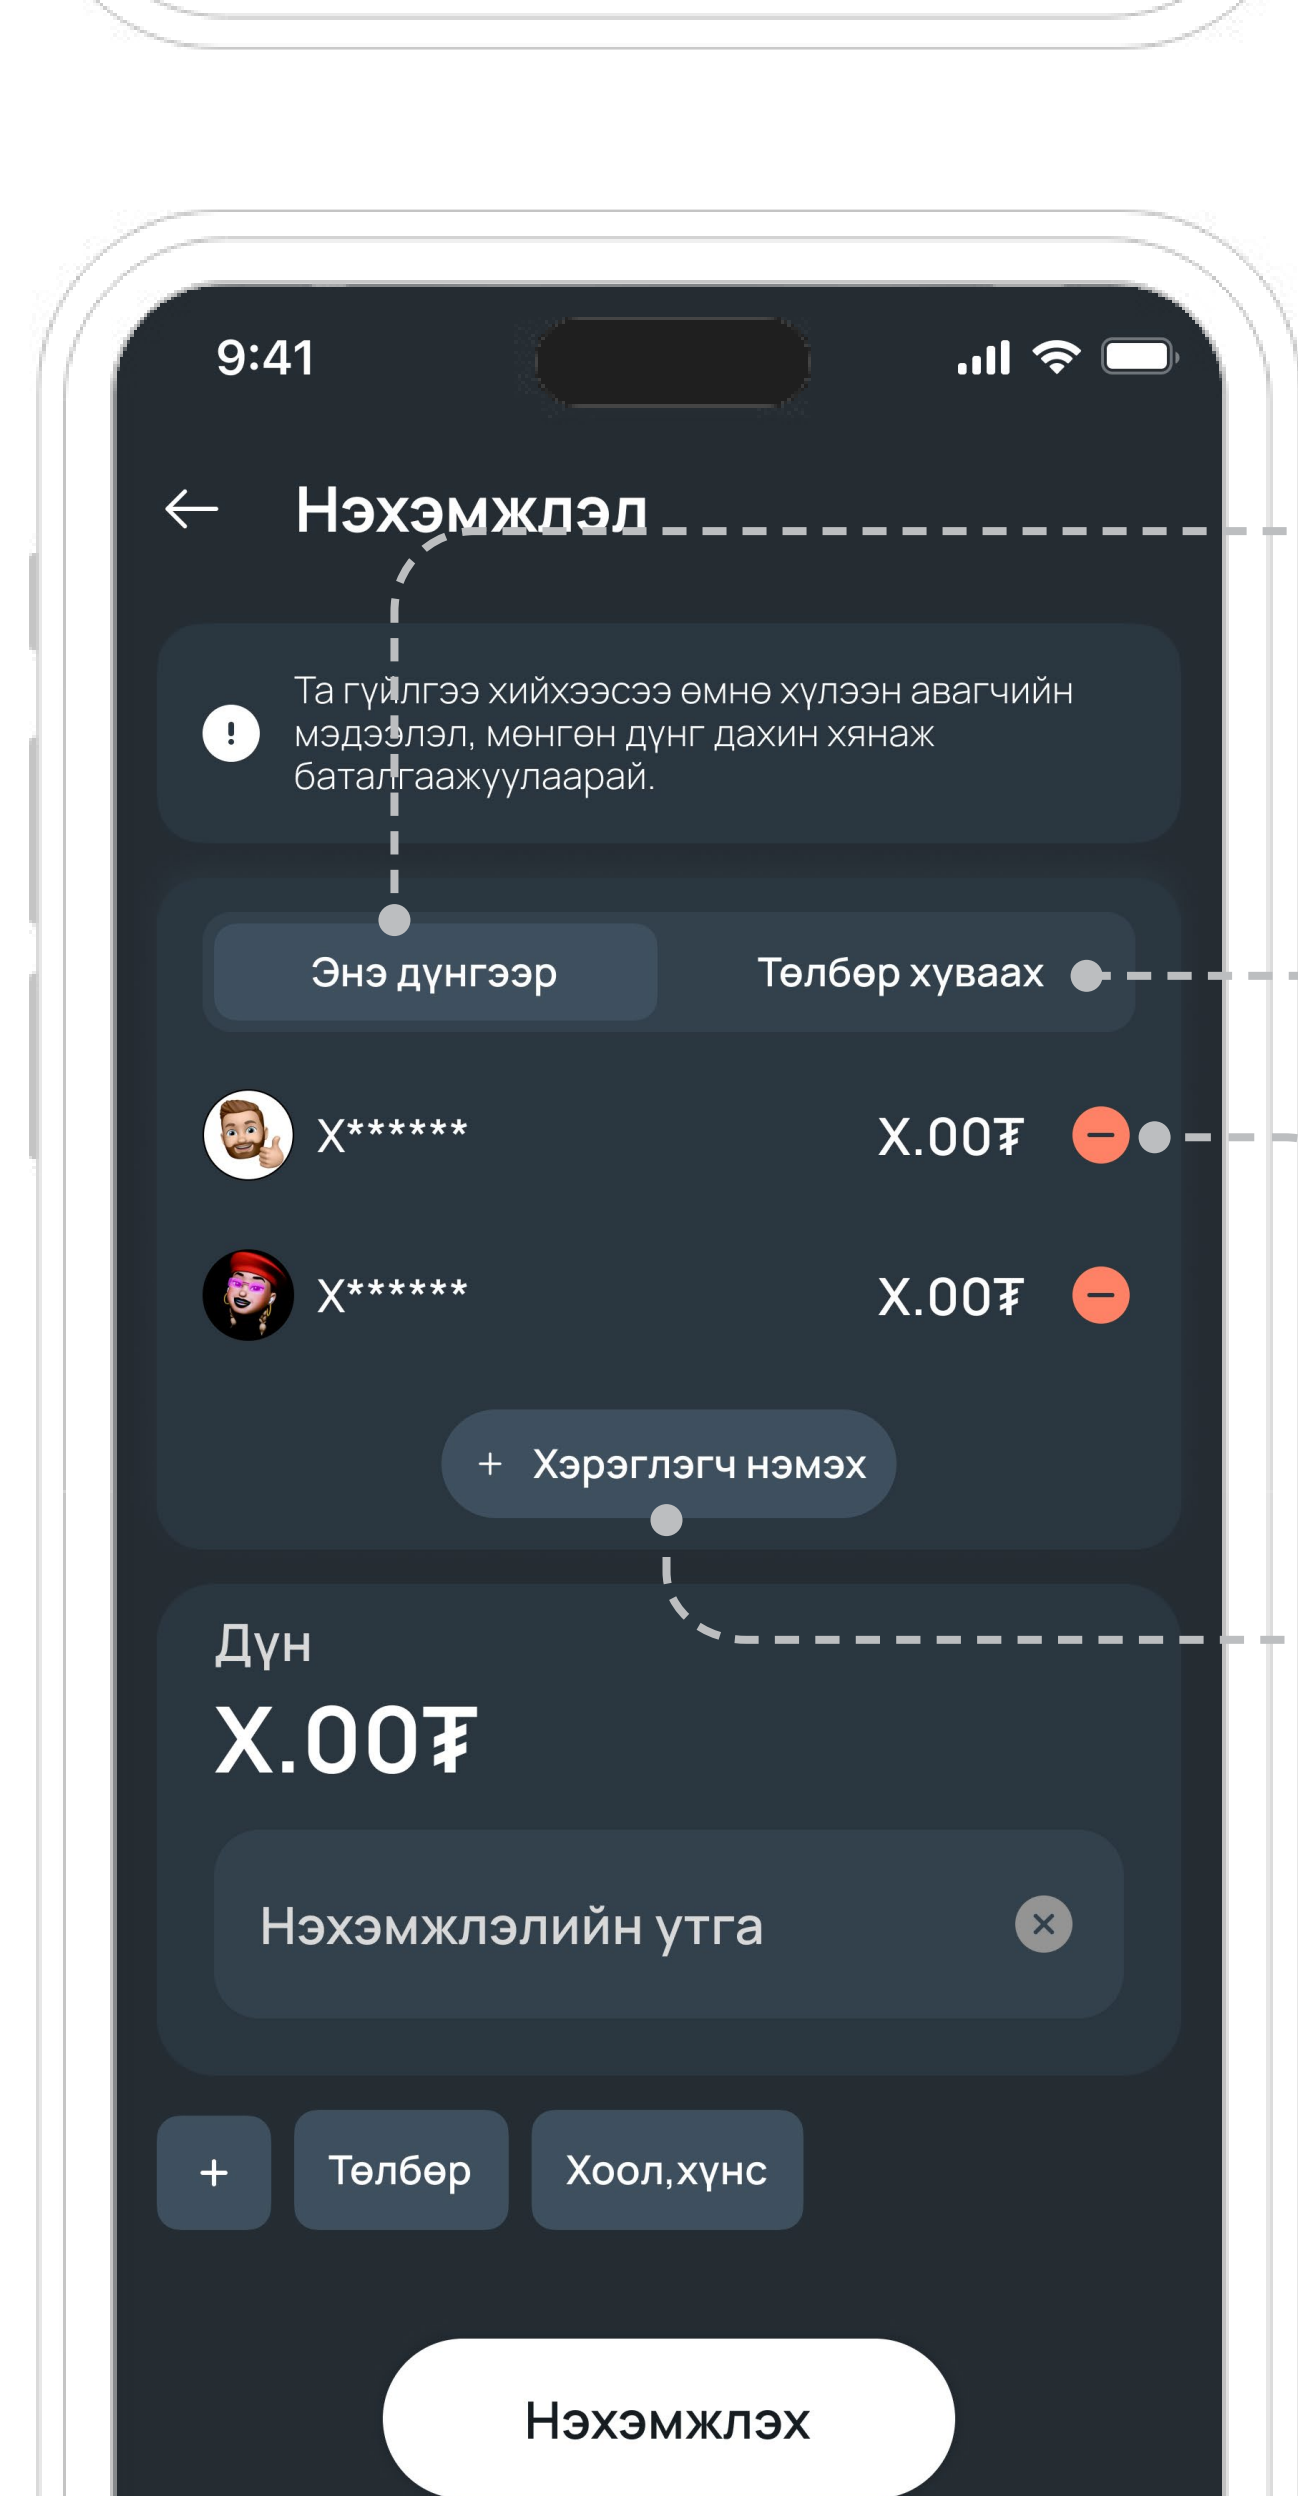 9:41
Нэхэмжлэл
Та гүйлгээ хийхээсээ өмнө хүлээн авагчийн
мэдээлэл, мөнгөн дүнг дахин хянаж
баталгаажуулаарай.
Энэ дүнгээр
Төлбөр хуваах
X******
X.00₮
X******
X.00₮
+ Хэрэглэгч нэмэх
Дүн
X.00₮
Нэхэмжлэлийн утга
+
Төлбөр
Хоол,хүнс
Нэхэмжлэх